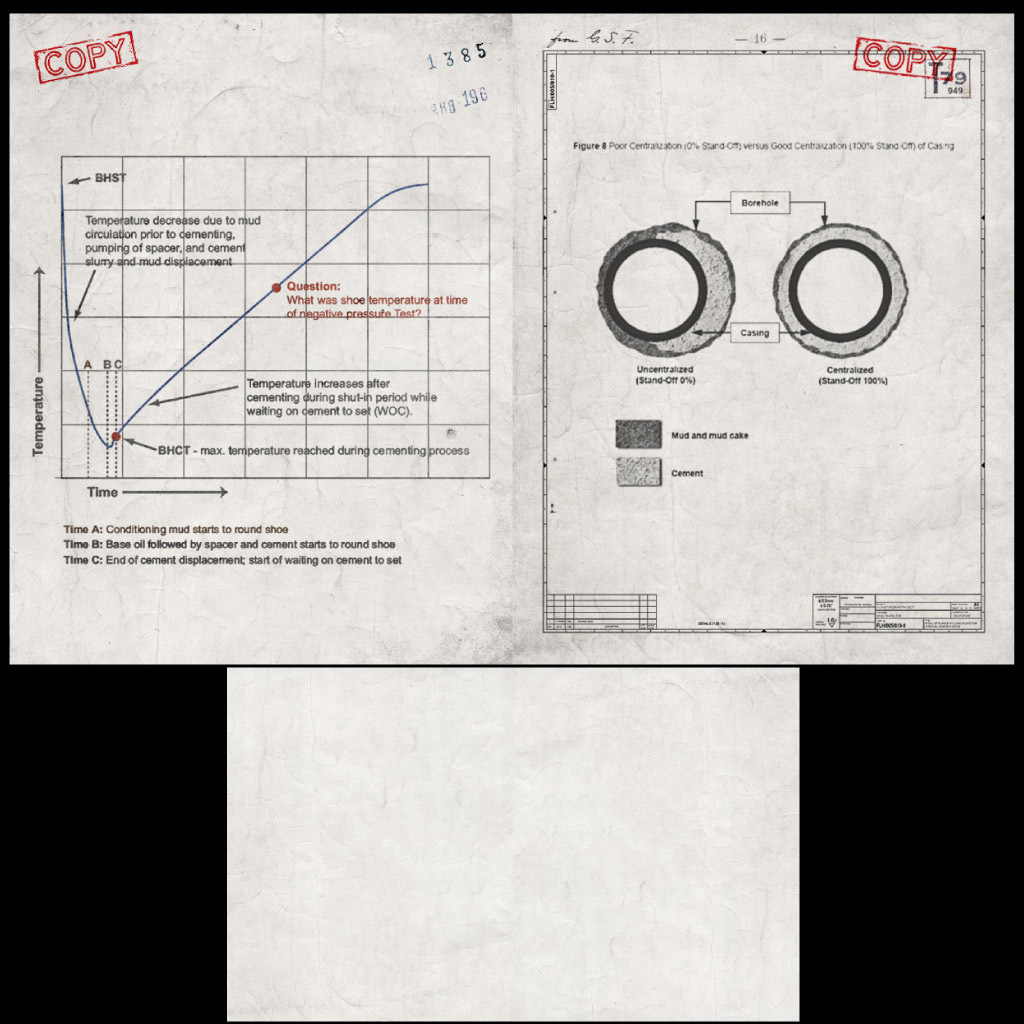 COPY
1385
196
BHST
Temperature decrease due to mud
circulation prior to cementing,
pumping of spacer, and cement
slurry and mud displacement
Question:
What was shoe temperature at time
of negative pressure Test?
A B C
Temperature increases after
cementing during shut-in period while
waiting on cement to set (WOC).
BHCT - max. temperature reached during cementing process
Temperature
Time
Time A: Conditioning mud starts to round shoe
Time B: Base oil followed by spacer and cement starts to round shoe
Time C: End of cement displacement; start of waiting on cement to set
from G. S. F.
— 16 —
COPY
T79
949
Figure 8 Poor Centralization (0% Stand-Off) versus Good Centralization (100% Stand-Off) of Casing
Borehole
Casing
Uncentralized
(Stand-Off 0%)
Centralized
(Stand-Off 100%)
Mud and mud cake
Cement